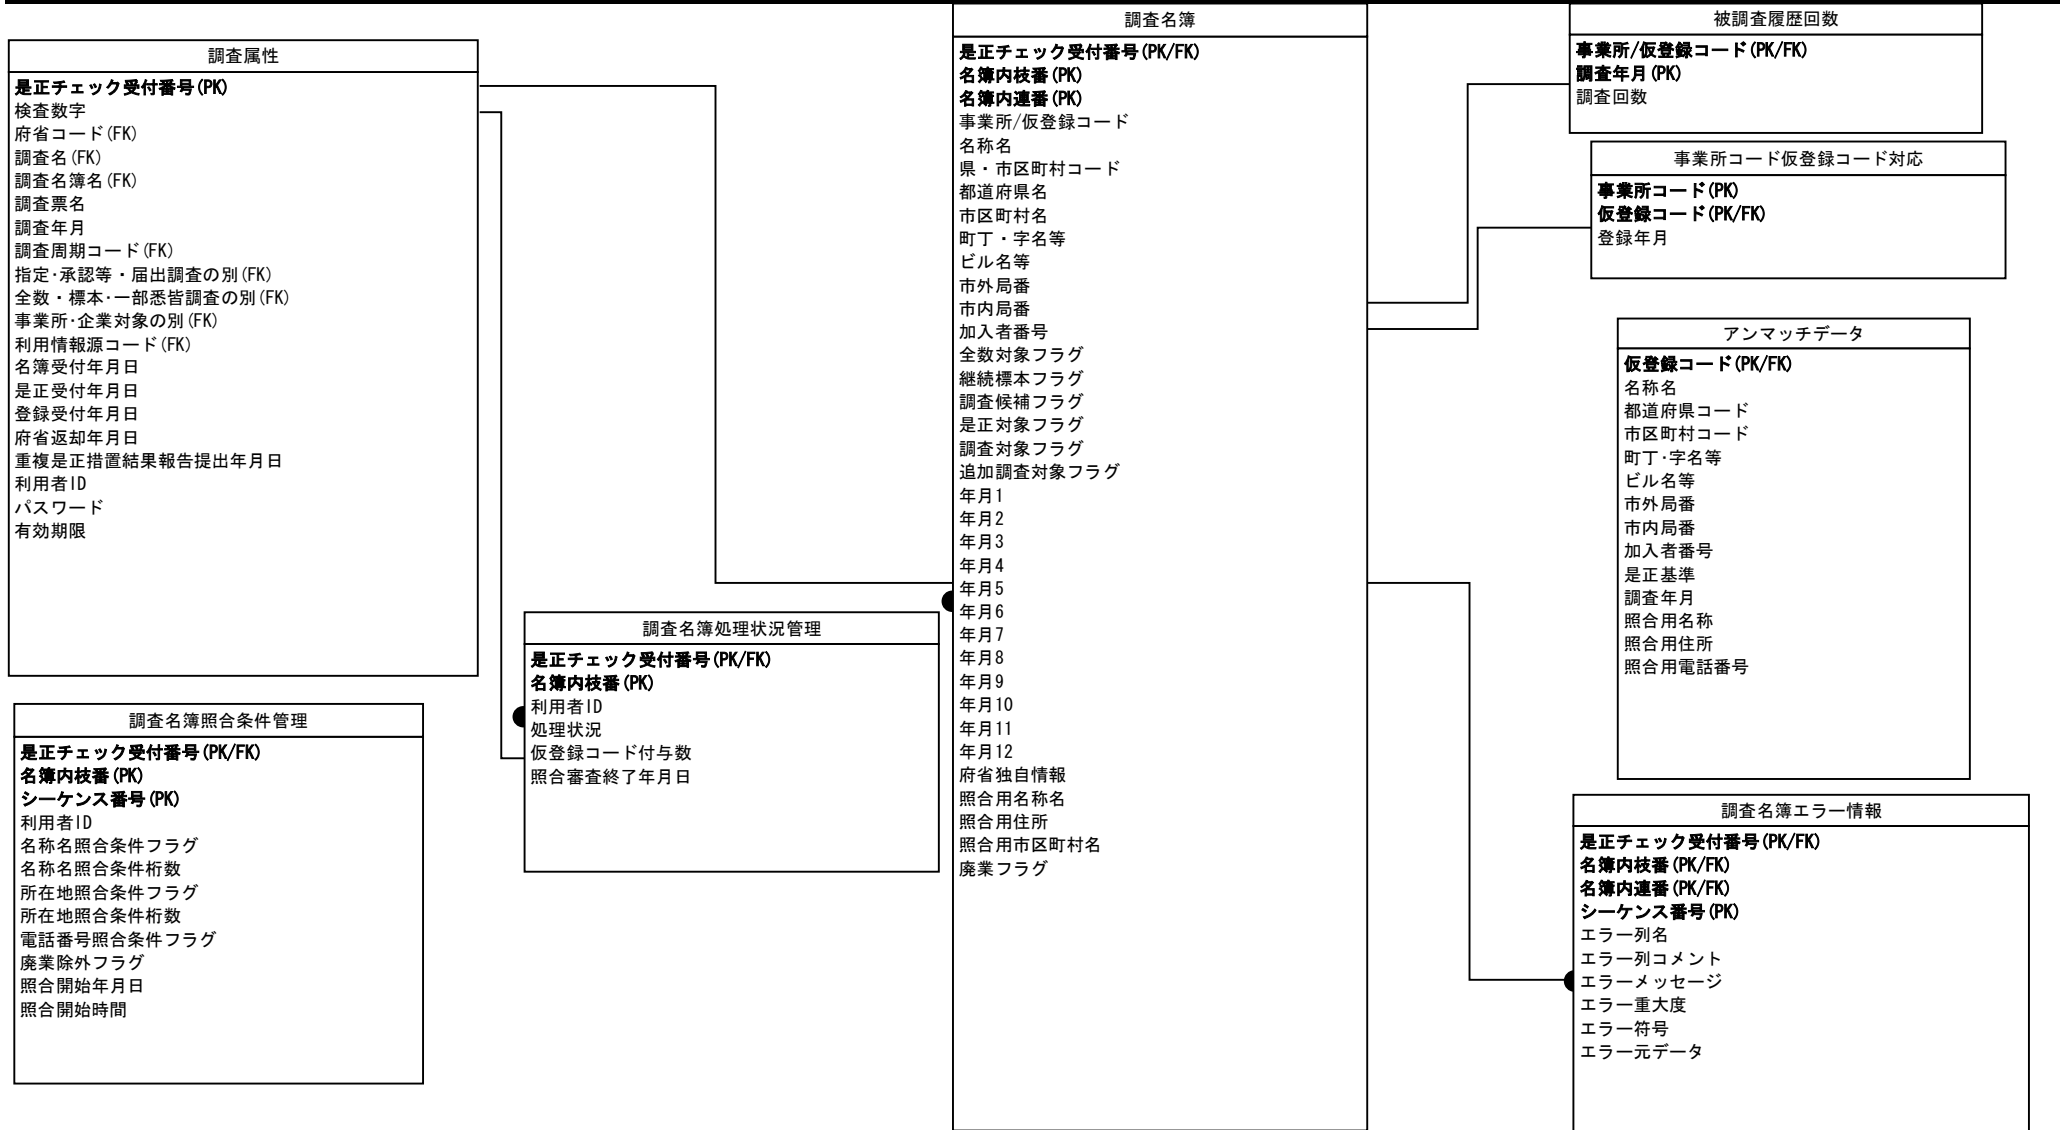 調査属性
是正チェック受付番号(PK)
検査数字
府省コード(FK)
調査名(FK)
調査名簿名(FK)
調査票名
調査年月
調査周期コード(FK)
指定･承認等・届出調査の別(FK)
全数・標本･一部悉皆調査の別(FK)
事業所･企業対象の別(FK)
利用情報源コード(FK)
名簿受付年月日
是正受付年月日
登録受付年月日
府省返却年月日
重複是正措置結果報告提出年月日
利用者ID
パスワード
有効期限
調査名簿照合条件管理
是正チェック受付番号(PK/FK)
名簿内枝番(PK)
シーケンス番号(PK)
利用者ID
名称名照合条件フラグ
名称名照合条件桁数
所在地照合条件フラグ
所在地照合条件桁数
電話番号照合条件フラグ
廃業除外フラグ
照合開始年月日
照合開始時間
調査名簿処理状況管理
是正チェック受付番号(PK/FK)
名簿内枝番(PK)
利用者ID
処理状況
仮登録コード付与数
照合審査終了年月日
調査名簿
是正チェック受付番号(PK/FK)
名簿内枝番(PK)
名簿内連番(PK)
事業所/仮登録コード
名称名
県・市区町村コード
都道府県名
市区町村名
町丁・字名等
ビル名等
市外局番
市内局番
加入者番号
全数対象フラグ
継続標本フラグ
調査候補フラグ
是正対象フラグ
調査対象フラグ
追加調査対象フラグ
年月1
年月2
年月3
年月4
年月5
年月6
年月7
年月8
年月9
年月10
年月11
年月12
府省独自情報
照合用名称名
照合用住所
照合用市区町村名
廃業フラグ
被調査履歴回数
事業所/仮登録コード(PK/FK)
調査年月(PK)
調査回数
事業所コード仮登録コード対応
事業所コード(PK)
仮登録コード(PK/FK)
登録年月
アンマッチデータ
仮登録コード(PK/FK)
名称名
都道府県コード
市区町村コード
町丁･字名等
ビル名等
市外局番
市内局番
加入者番号
是正基準
調査年月
照合用名称
照合用住所
照合用電話番号
調査名簿エラー情報
是正チェック受付番号(PK/FK)
名簿内枝番(PK/FK)
名簿内連番(PK/FK)
シーケンス番号(PK)
エラー列名
エラー列コメント
エラーメッセージ
エラー重大度
エラー符号
エラー元データ